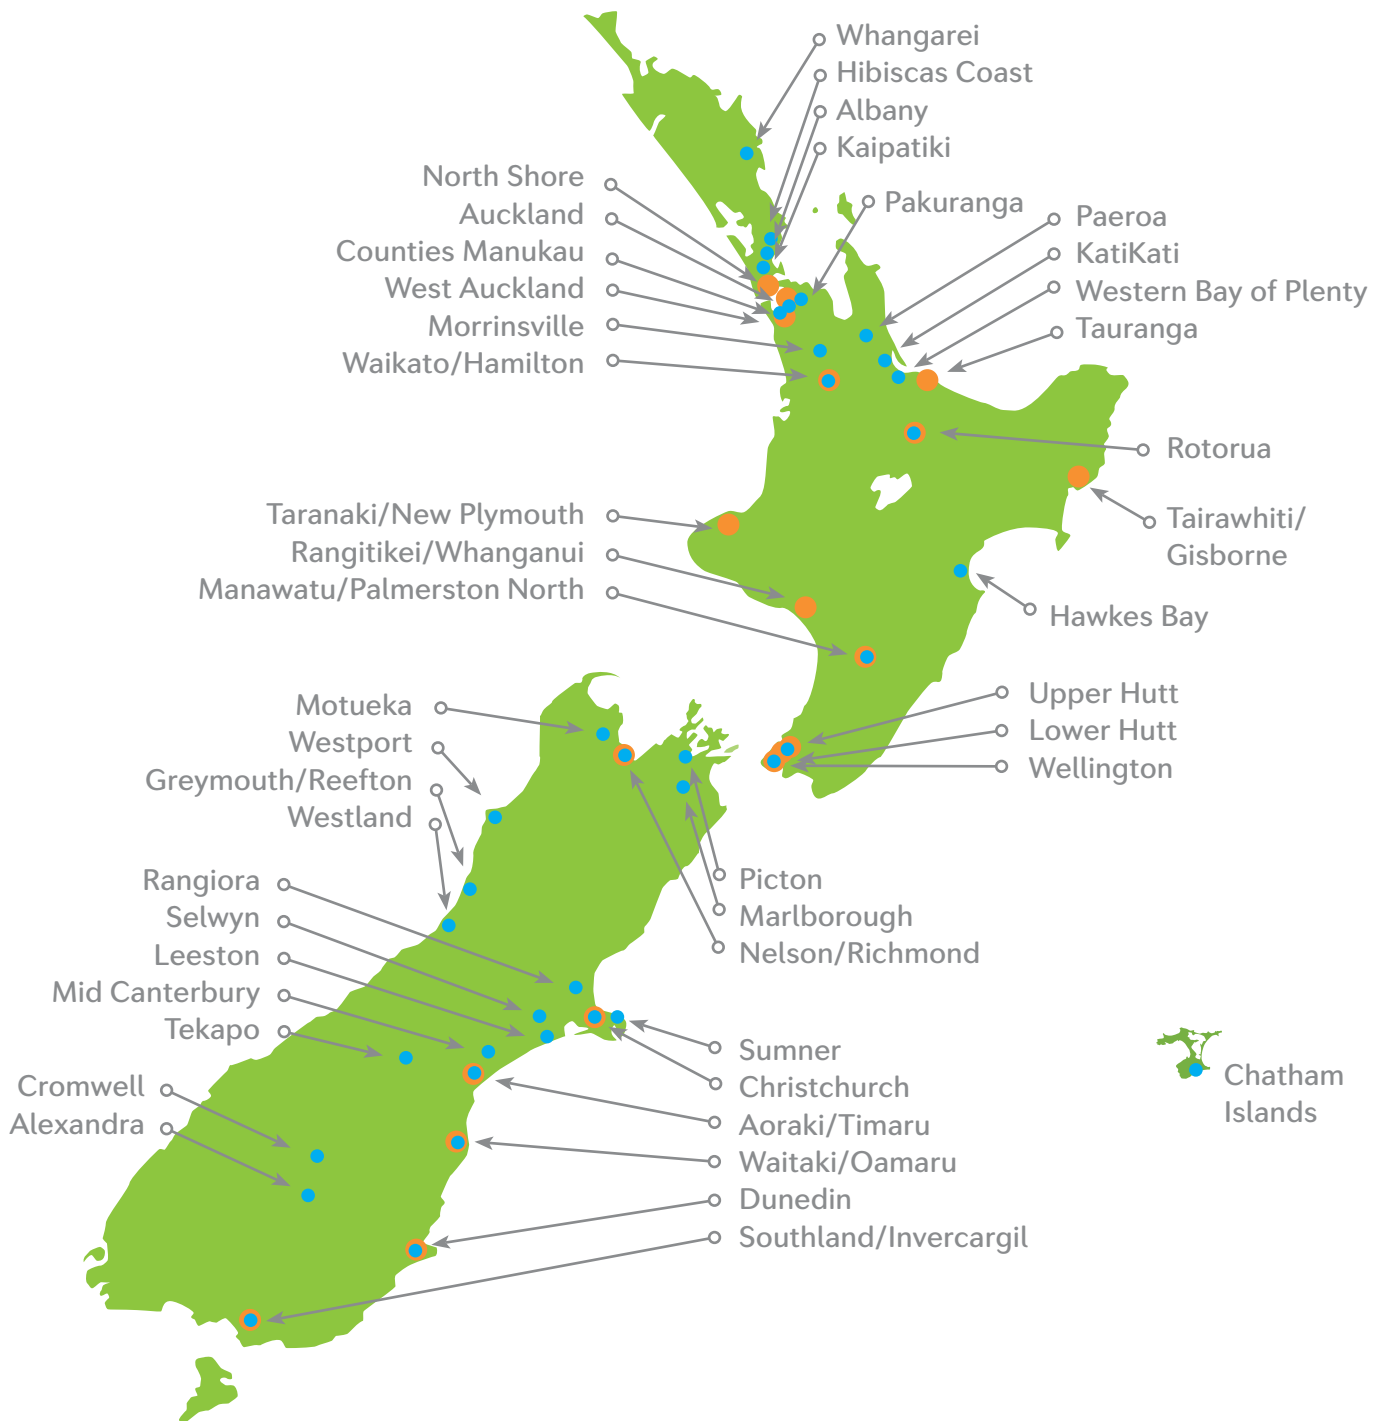 Whangarei
Hibiscas Coast
Albany
Kaipatiki
North Shore
Auckland
Counties Manukau
West Auckland
Morrinsville
Waikato/Hamilton
Pakuranga
Paeroa
KatiKati
Western Bay of Plenty
Tauranga
Rotorua
Tairawhiti/
Gisborne
Taranaki/New Plymouth
Rangitikei/Whanganui
Manawatu/Palmerston North
Hawkes Bay
Upper Hutt
Lower Hutt
Wellington
Motueka
Westport
Greymouth/Reefton
Westland
Picton
Marlborough
Nelson/Richmond
Rangiora
Selwyn
Leeston
Mid Canterbury
Tekapo
Cromwell
Alexandra
Sumner
Christchurch
Aoraki/Timaru
Waitaki/Oamaru
Dunedin
Southland/Invercargil
Chatham
Islands